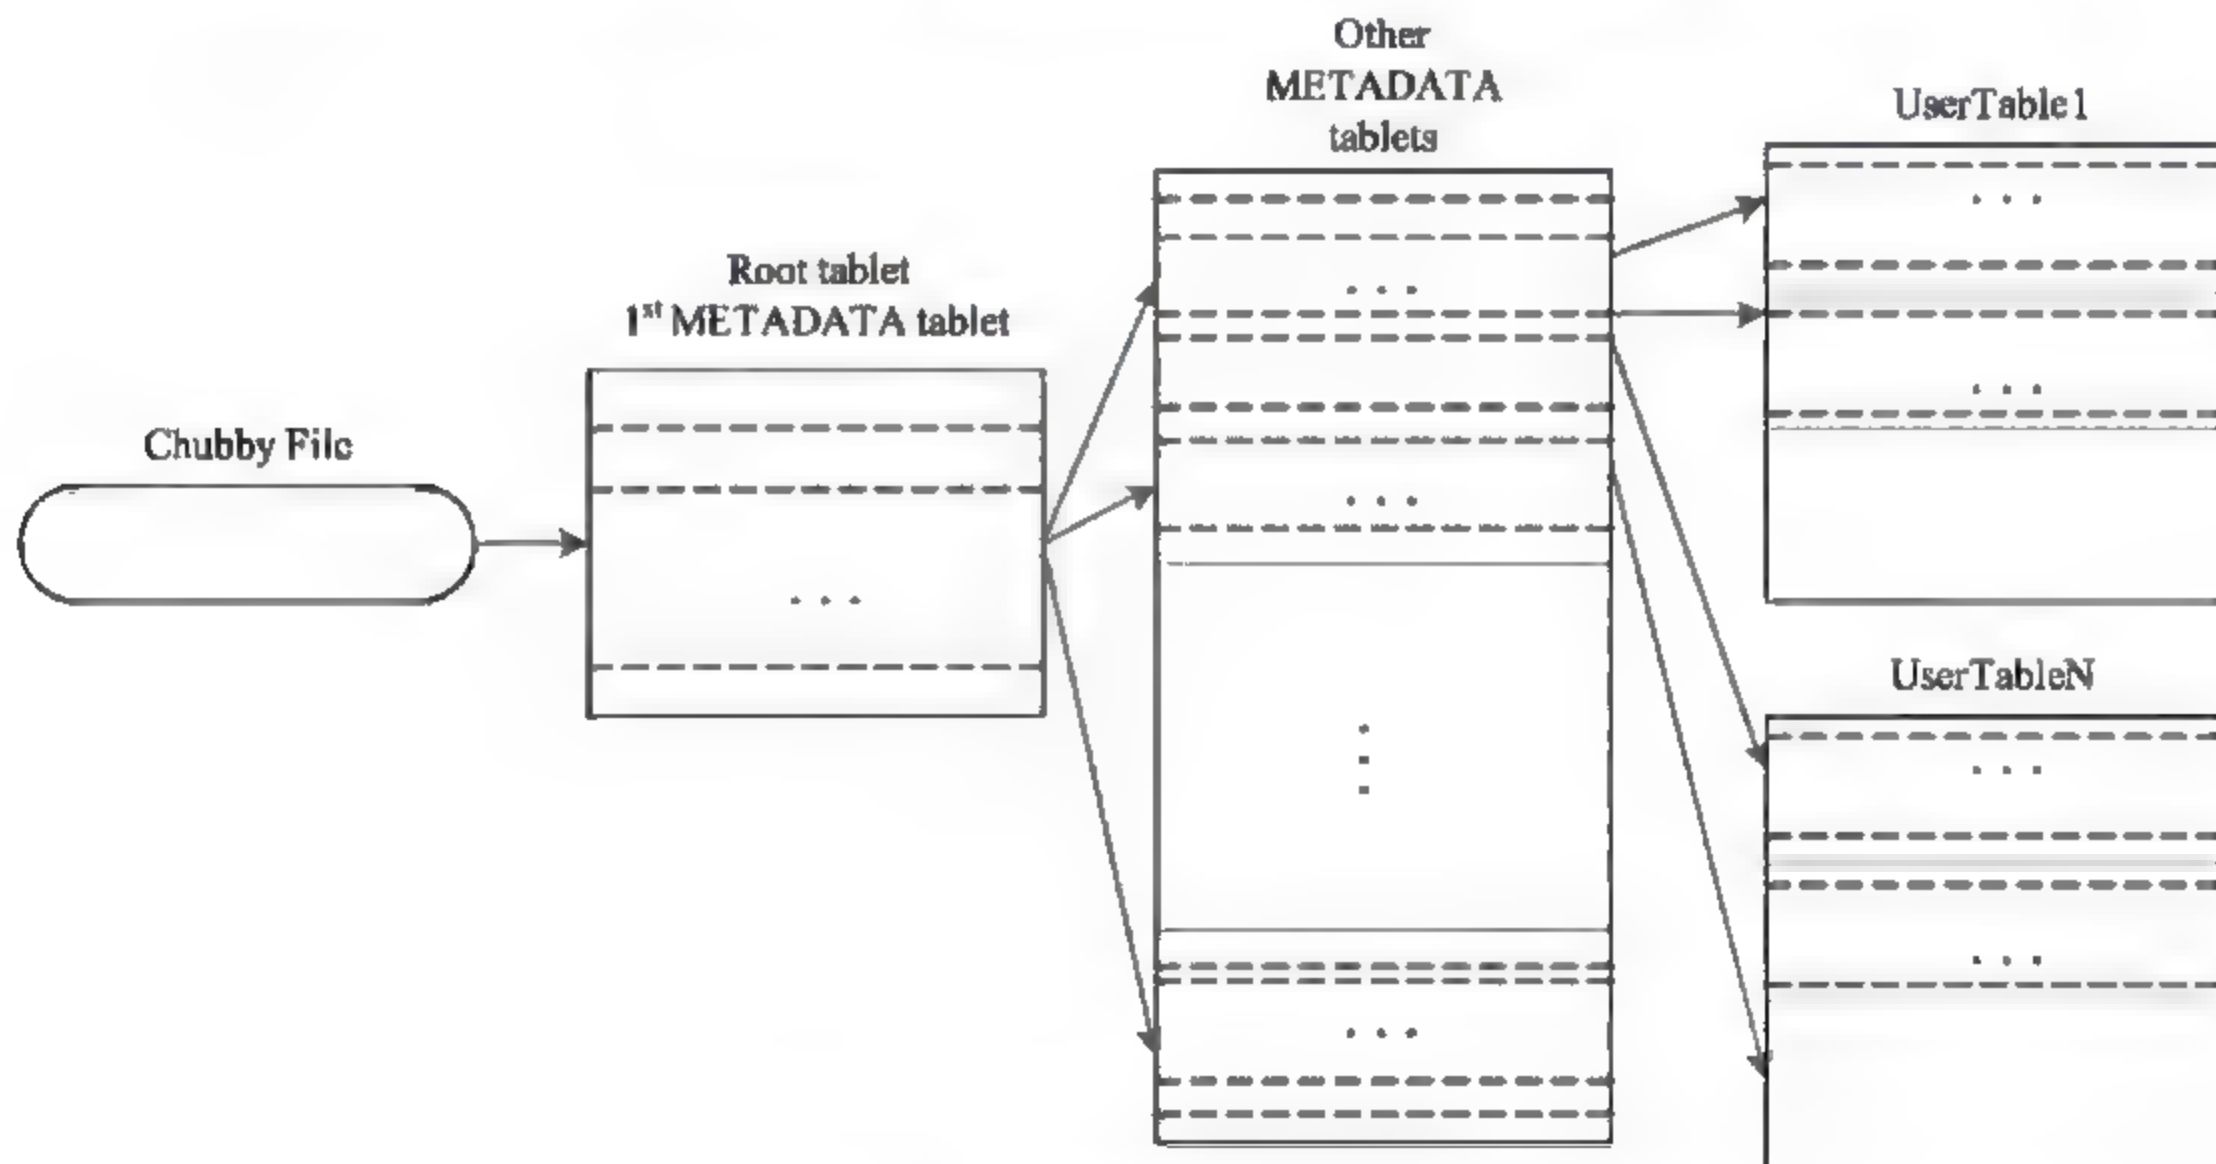 Other
METADATA
tablets
UserTable1
Root tablet
1st METADATA tablet
Chubby File
UserTableN